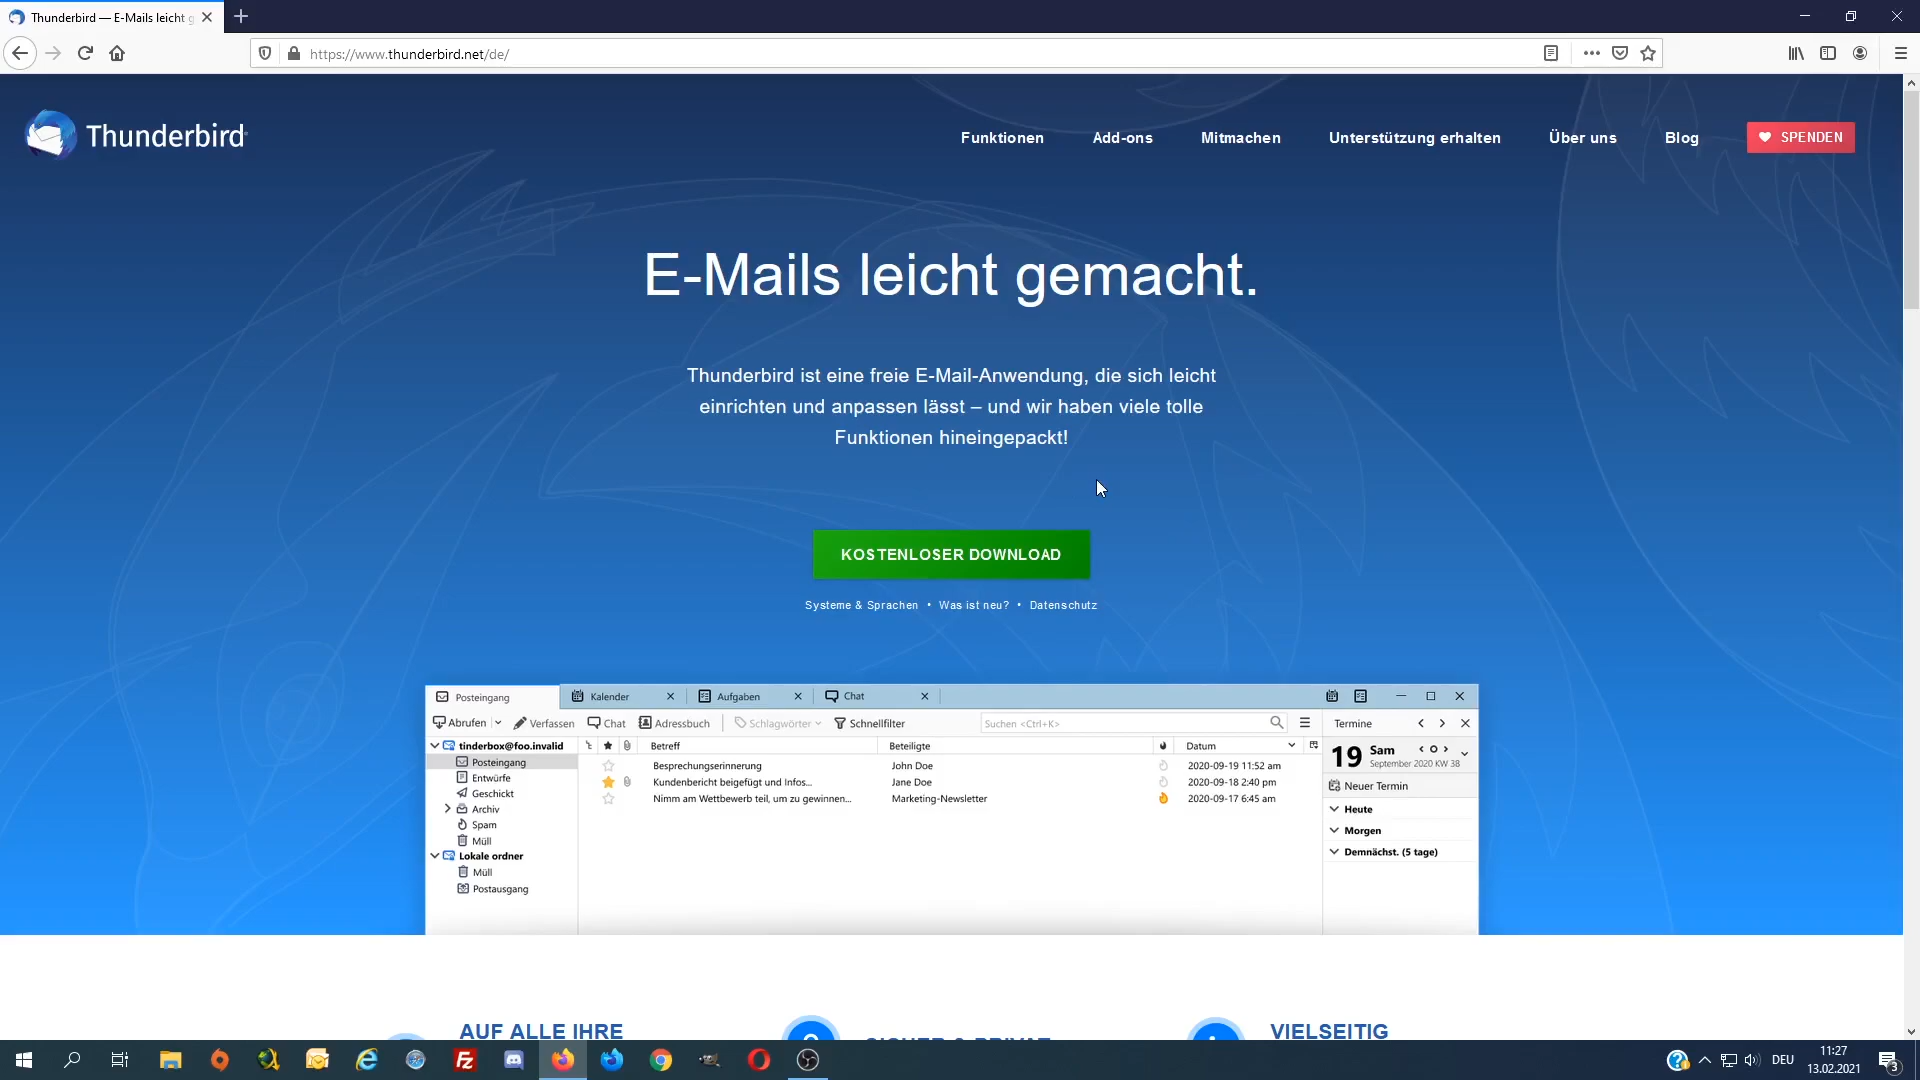 Thunderbird — E-Mails leicht g
https://www.thunderbird.net/de/
Thunderbird
Funktionen
Add-ons
Mitmachen
Unterstützung erhalten
Über uns
Blog
SPENDEN
E-Mails leicht gemacht.
Thunderbird ist eine freie E-Mail-Anwendung, die sich leicht
einrichten und anpassen lässt – und wir haben viele tolle
Funktionen hineingepackt!
KOSTENLOSER DOWNLOAD
Systeme & Sprachen • Was ist neu? • Datenschutz
Posteingang
Kalender
Aufgaben
Chat
Abrufen
Verfassen
Chat
Adressbuch
Schlagwörter
Schnellfilter
Suchen <Ctrl+K>
Termine
tinderbox@foo.invalid
Posteingang
Entwürfe
Geschickt
Archiv
Spam
Müll
Lokale ordner
Müll
Postausgang
Betreff
Beteiligte
Datum
Besprechungserinnerung
John Doe
2020-09-19 11:52 am
Kundenbericht beigefügt und Infos...
Jane Doe
2020-09-18 2:40 pm
Nimm am Wettbewerb teil, um zu gewinnen...
Marketing-Newsletter
2020-09-17 6:45 am
19
Sam
September 2020 KW 38
Neuer Termin
Heute
Morgen
Demnächst. (5 tage)
AUF ALLE IHRE
SICHER & PRIVAT
VIELSEITIG
DEU
11:27
13.02.2021
3